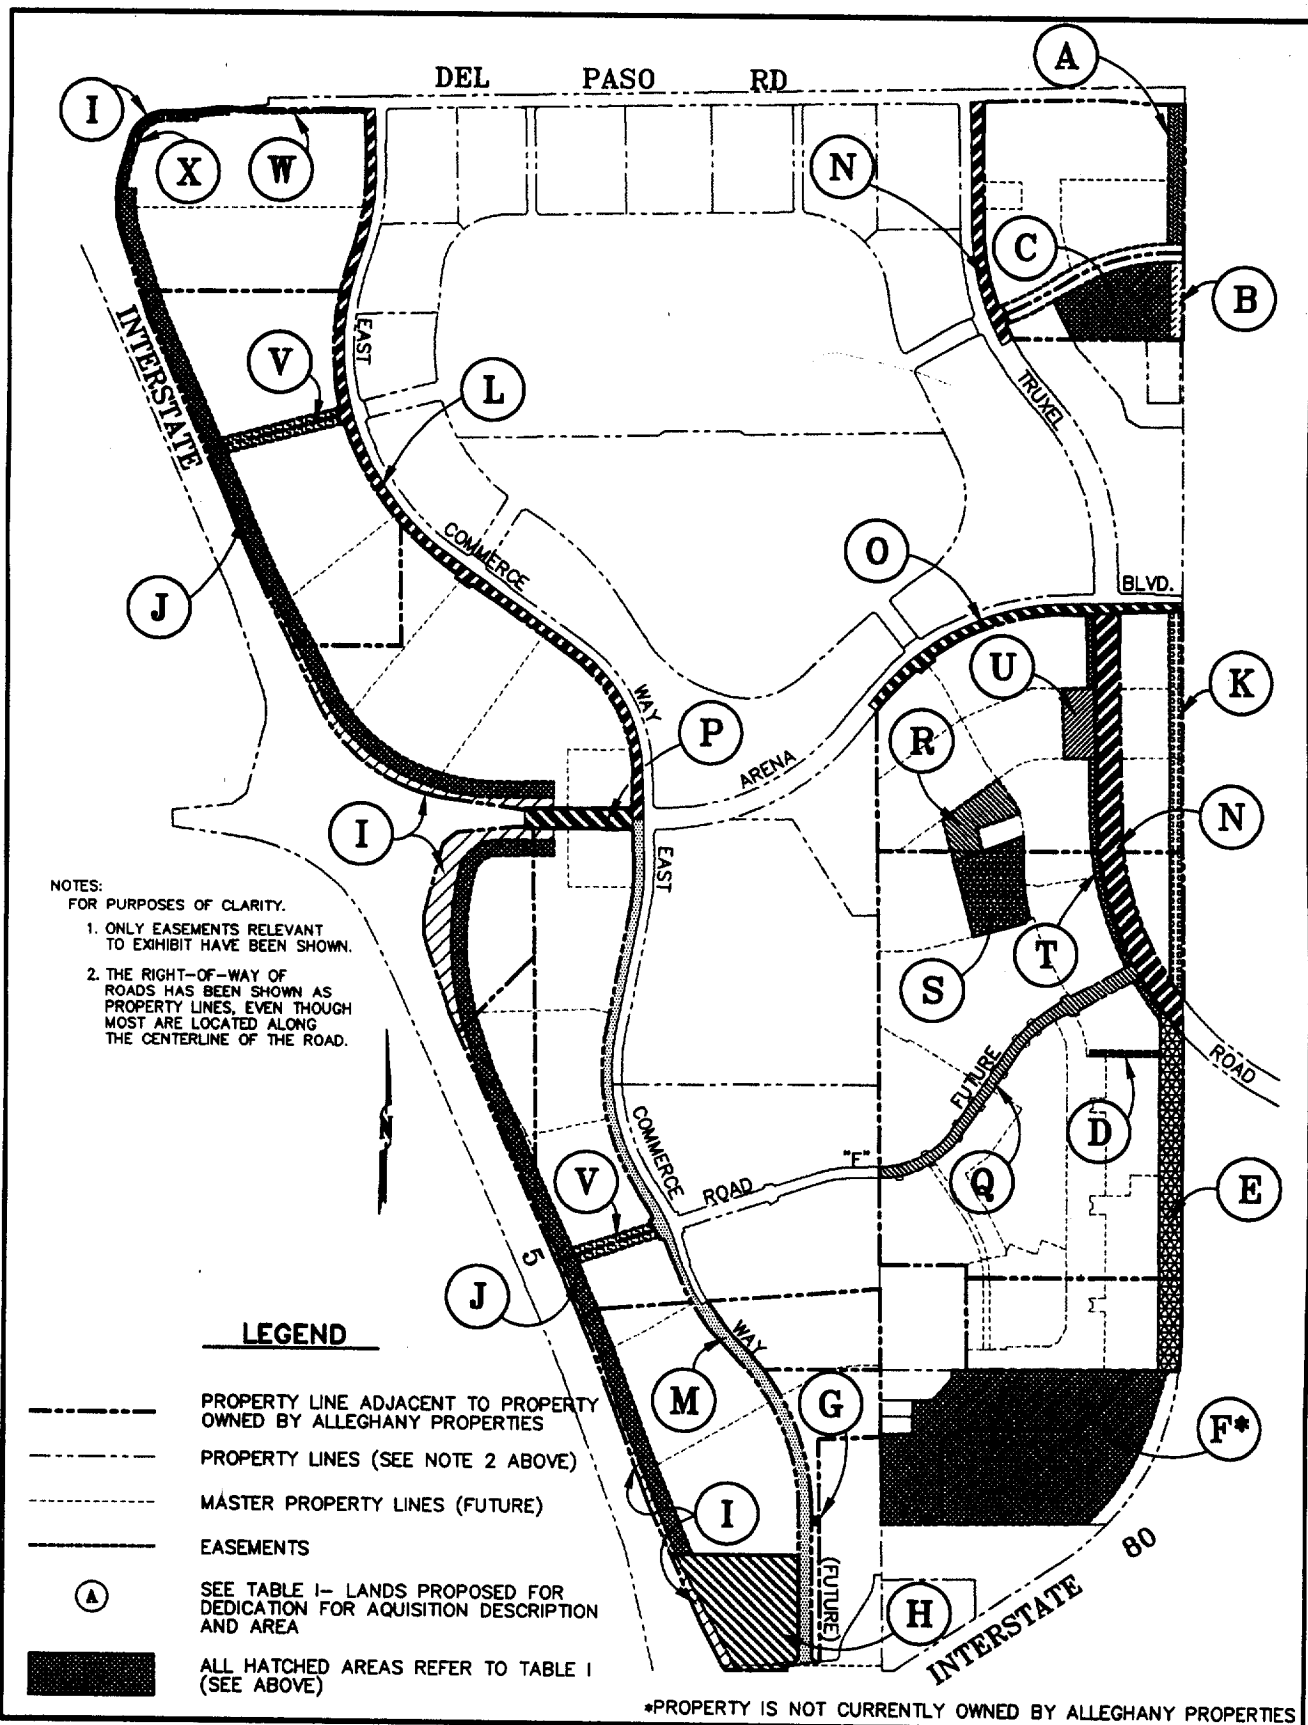 DEL PASO RD
A
I
X
W
N
C
B
INTERSTATE
EAST
V
L
TRUXEL
COMMERCE
O
BLVD.
J
U
K
WAY
P
R
ARENA
I
N
EAST
NOTES:
FOR PURPOSES OF CLARITY.
1. ONLY EASEMENTS RELEVANT
TO EXIHIBIT HAVE BEEN SHOWN.
2. THE RIGHT-OF-WAY OF
ROADS HAS BEEN SHOWN AS
PROPERTY LINES, EVEN THOUGH
MOST ARE LOCATED ALONG
THE CENTERLINE OF THE ROAD.
T
S
FUTURE
ROAD
N
D
COMMERCE
"F"
ROAD
V
Q
E
5
J
WAY
M
G
F*
I
80
(FUTURE)
H
INTERSTATE
LEGEND
PROPERTY LINE ADJACENT TO PROPERTY
OWNED BY ALLEGHANY PROPERTIES
PROPERTY LINES (SEE NOTE 2 ABOVE)
MASTER PROPERTY LINES (FUTURE)
EASEMENTS
A
SEE TABLE I- LANDS PROPOSED FOR
DEDICATION FOR AQUISITION DESCRIPTION
AND AREA
ALL HATCHED AREAS REFER TO TABLE I
(SEE ABOVE)
*PROPERTY IS NOT CURRENTLY OWNED BY ALLEGHANY PROPERTIES